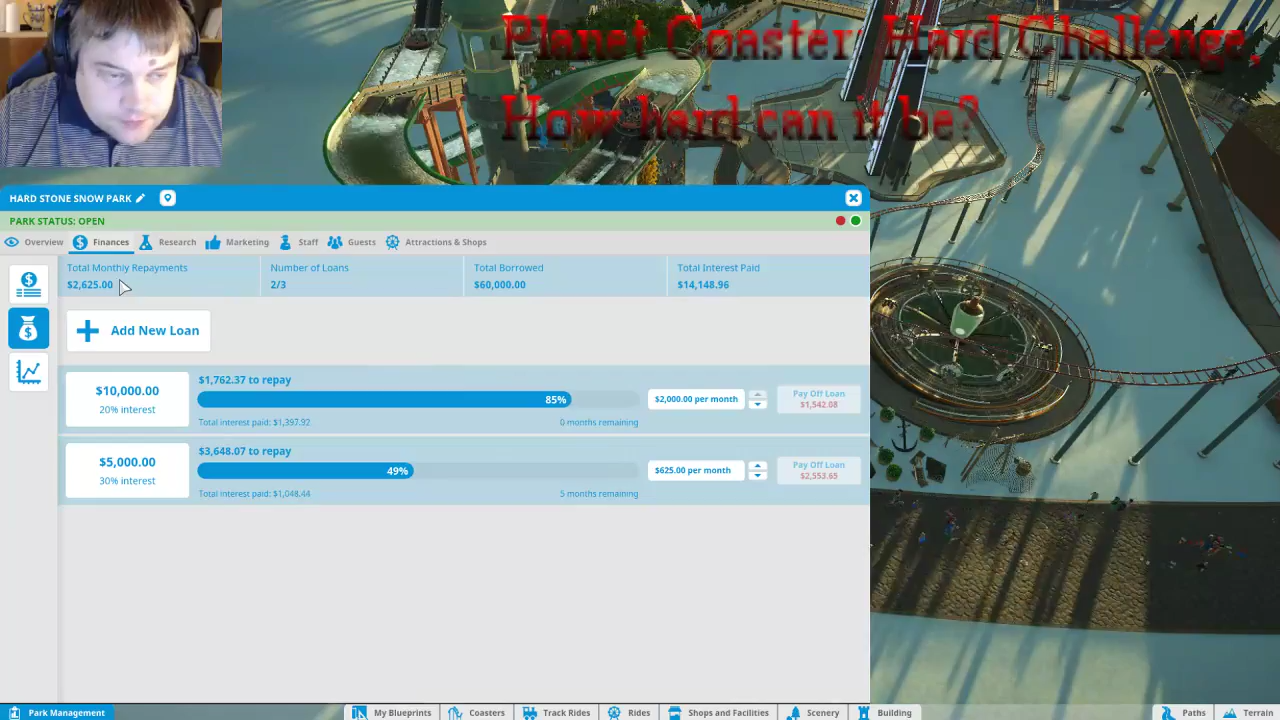 Planet Coaster Hard Challenge
How hard can it be?
HARD STONE SNOW PARK
PARK STATUS: OPEN
Overview Finances Research Marketing Staff Guests Attractions & Shops
Total Monthly Repayments Number of Loans Total Borrowed Total Interest Paid
$2,625.00 2/3 $60,000.00 $14,148.96
Add New Loan
$1,762.37 to repay
$10,000.00 85% $2,000.00 per month Pay Off Loan
20% interest $1,542.08
Total interest paid: $1,397.92 0 months remaining
$3,648.07 to repay
$5,000.00 49% $625.00 per month Pay Off Loan
30% interest $2,553.65
Total interest paid: $1,048.44 5 months remaining
Park Management My Blueprints Coasters Track Rides Rides Shops and Facilities Scenery Building Paths Terrain